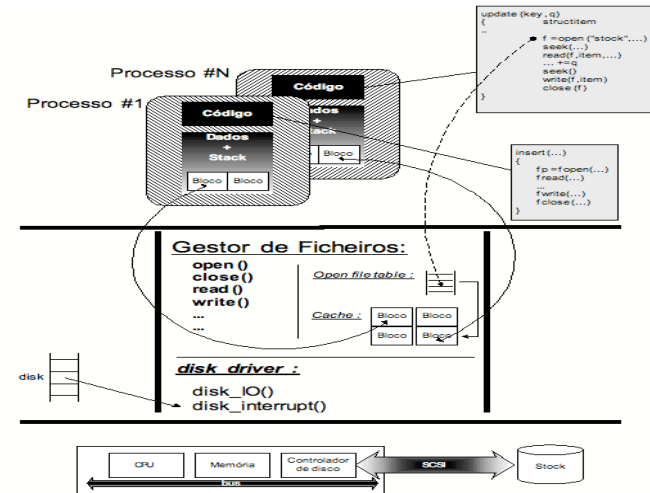 update (key, q)
{ structitem
..
f =open ("stock",...)
seek(...)
read(f,item,...)
... +=q
seek()
write(f,item)
close (f)
}
Processo #N
Processo #1
Código
Código
Dados
+
Stack
Bloco Bloco
dos
tack
Bloco
insert(...)
{
fp =fopen(...)
fread(...)
...
fwrite(...)
fclose(...)
}
Gestor de Ficheiros:
open ()
close ()
read ()
write()
...
...
Open file table :
Cache :
Bloco Bloco
Bloco Bloco
disk driver :
disk_IO()
disk_interrupt()
disk
CPU
Memória
Controlador
de disco
bus
SCSI
Stock